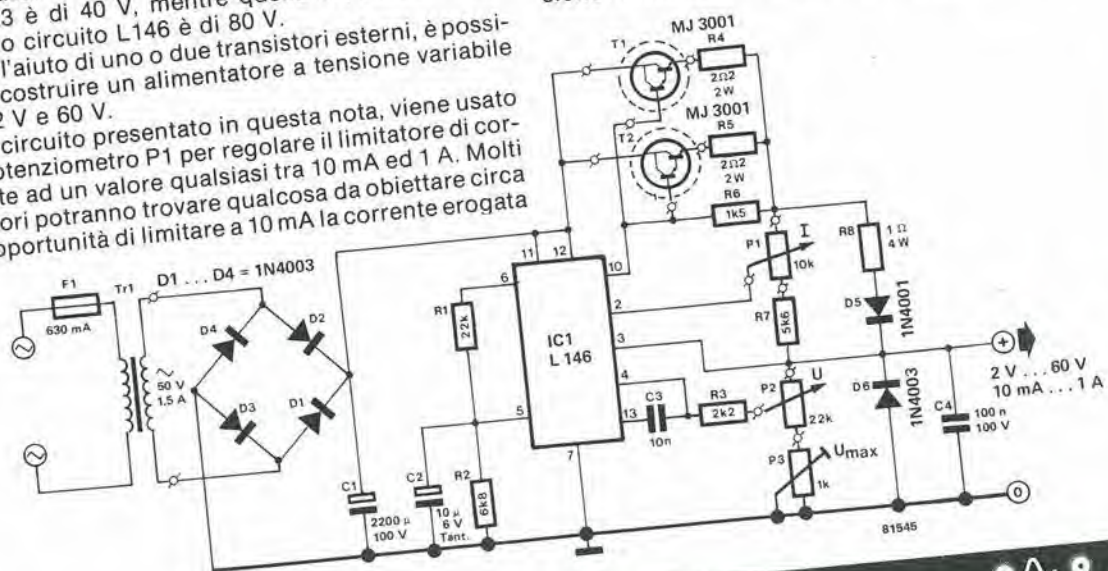 3 è di 40 V, mentre
o circuito L146 è di 80 V.
l'aiuto di uno o due transistori esterni, è possi-
costruire un alimentatore a tensione variabile
2 V e 60 V.
circuito presentato in questa nota, viene usato
otenziometro P1 per regolare il limitatore di cor-
te ad un valore qualsiasi tra 10 mA ed 1 A. Molti
ori potranno trovare qualcosa da obiettare circa
opportunità di limitare a 10 mA la corrente erogata
T1
MJ 3001
R4
2Ω2
2W
T2
MJ 3001
R5
2Ω2
2W
R6
1k5
F1
630 mA
Tr1
D1 . . . D4 = 1N4003
D4
D2
D3
D1
50 V
1,5 A
C1
2200 µ
100 V
R1
22k
C2
10 µ
6 V
Tant.
R2
6k8
11
12
6
10
2
3
4
5
13
7
IC1
L 146
C3
10n
R3
2k2
P1
10k
I
R7
5k6
P2
22k
U
P3
1k
Umax
R8
1 Ω
4 W
D5
1N4001
D6
1N4003
C4
100 n
100 V
+
2 V . . . 60 V
10 mA . . . 1 A
0
81545